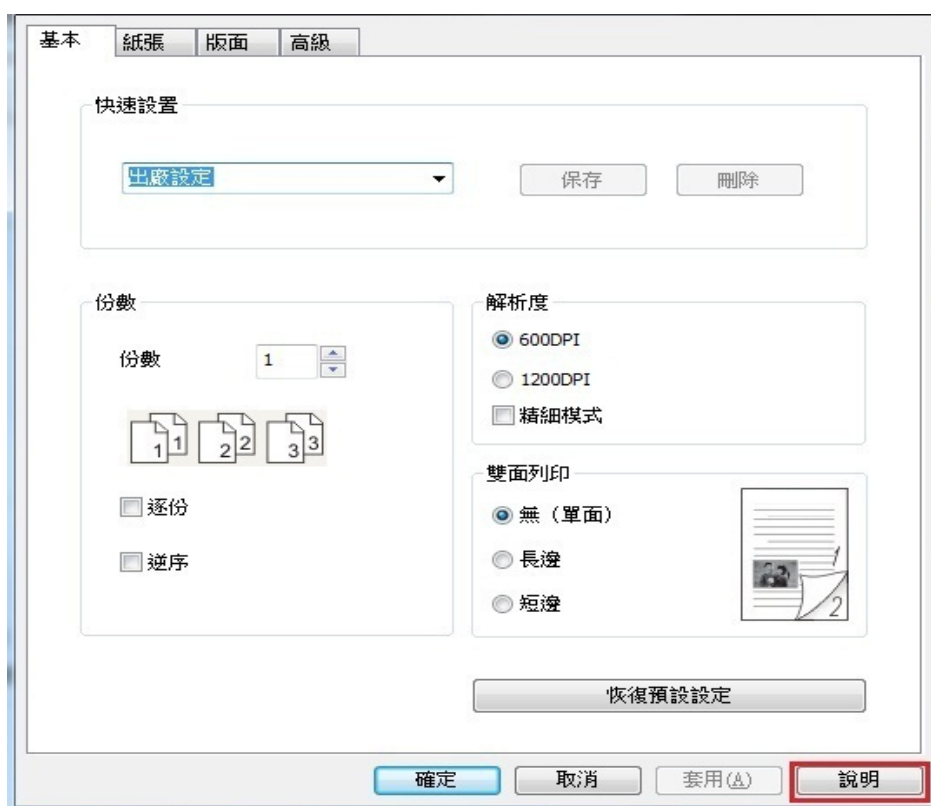 基本 紙張 版面 高級
快速設置
出廠設定 保存 刪除
份數
份數 1
1 1 2 2 3 3
逐份
逆序
解析度
600DPI
1200DPI
精細模式
雙面列印
無（單面）
長邊
短邊
1
2
恢復預設設定
確定 取消 套用(A) 說明